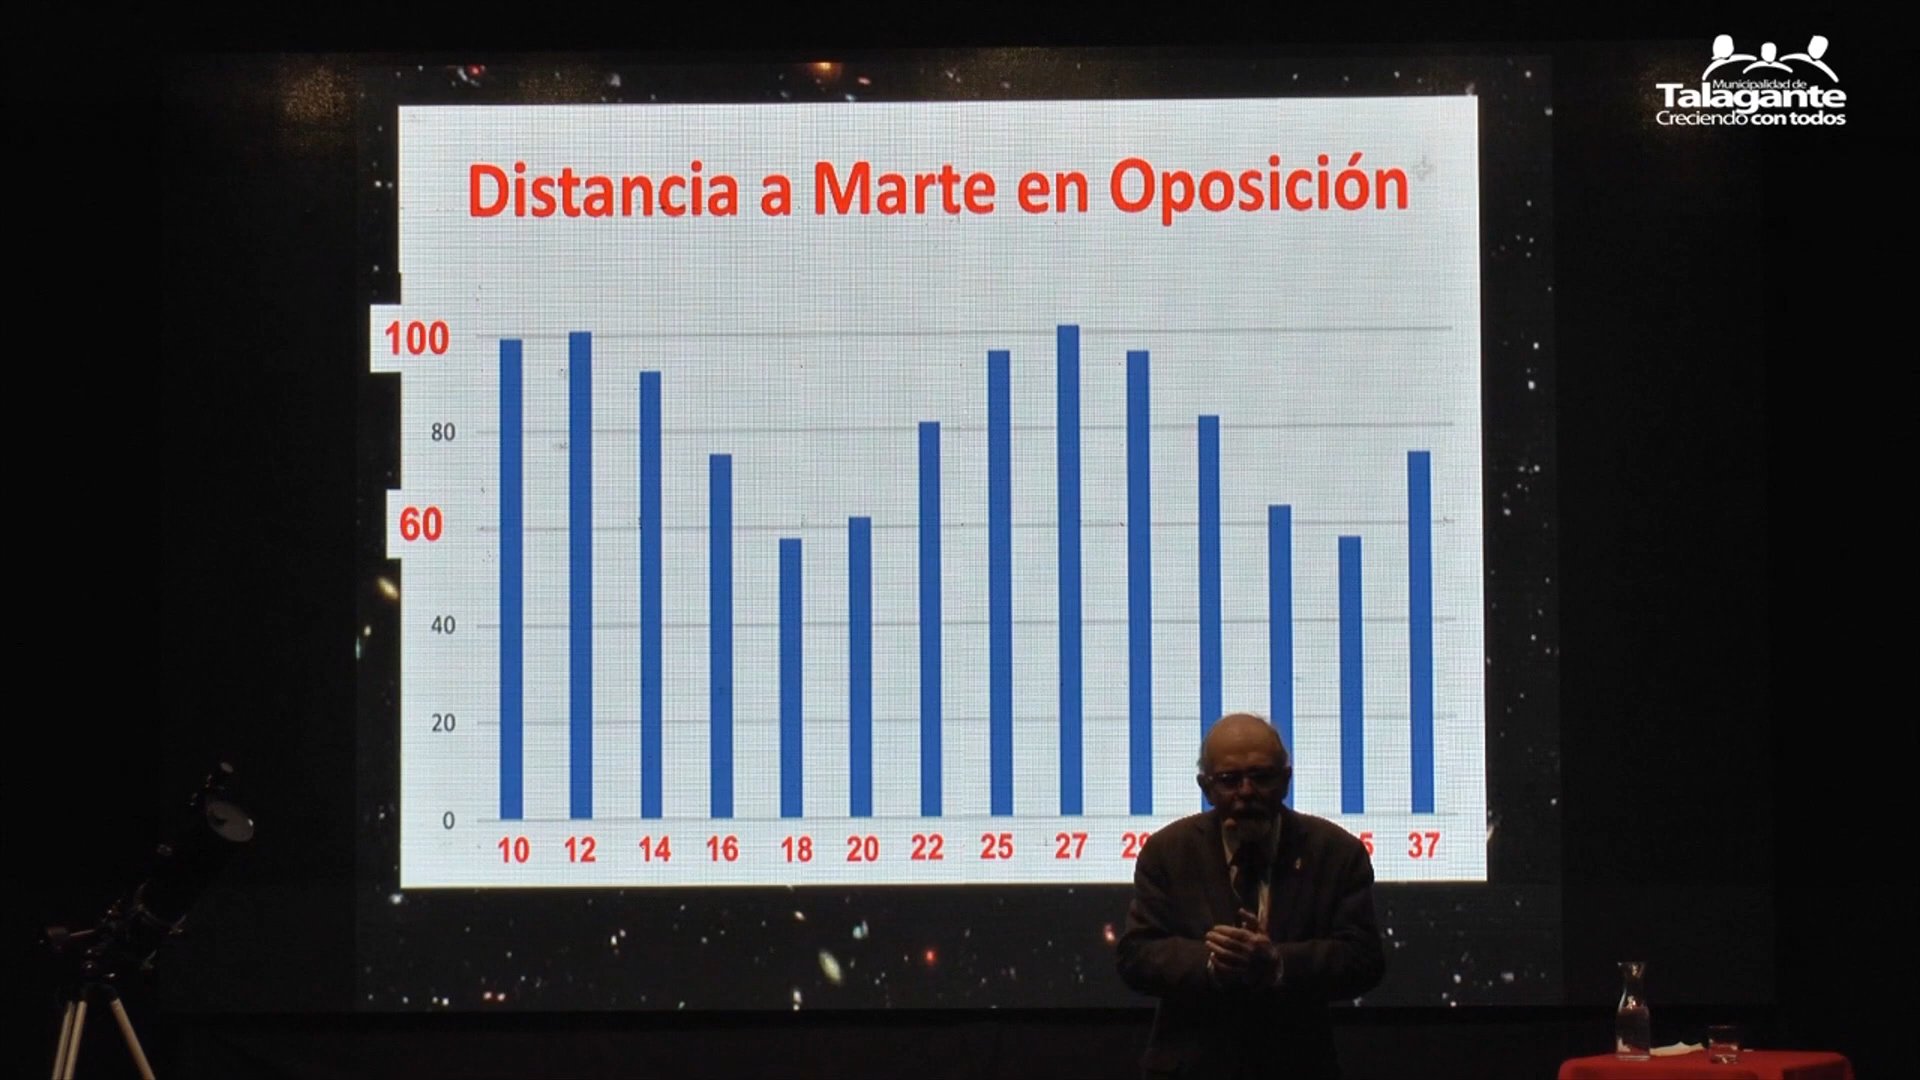 Municipalidad de
Talagante
Creciendo con todos
Distancia a Marte en Oposición
100
80
60
40
20
0
10 12 14 16 18 20 22 25 27 37